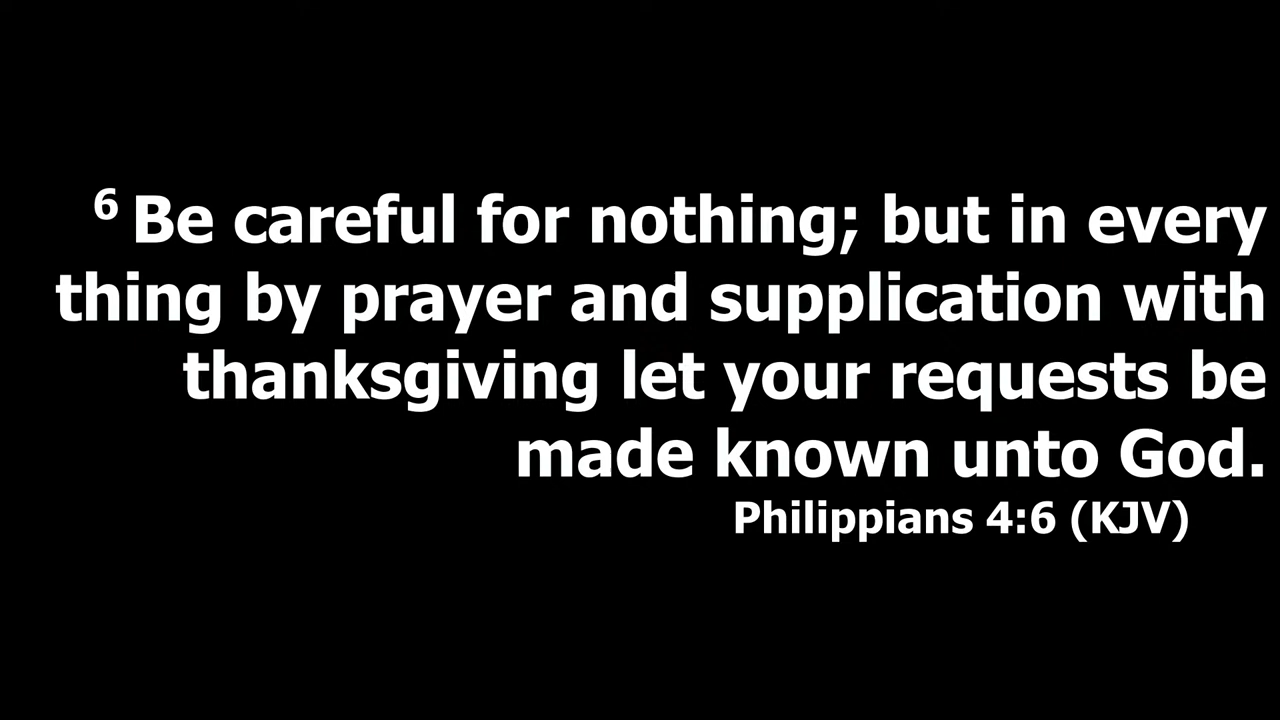 6 Be careful for nothing; but in every
thing by prayer and supplication with
thanksgiving let your requests be
made known unto God.
Philippians 4:6 (KJV)